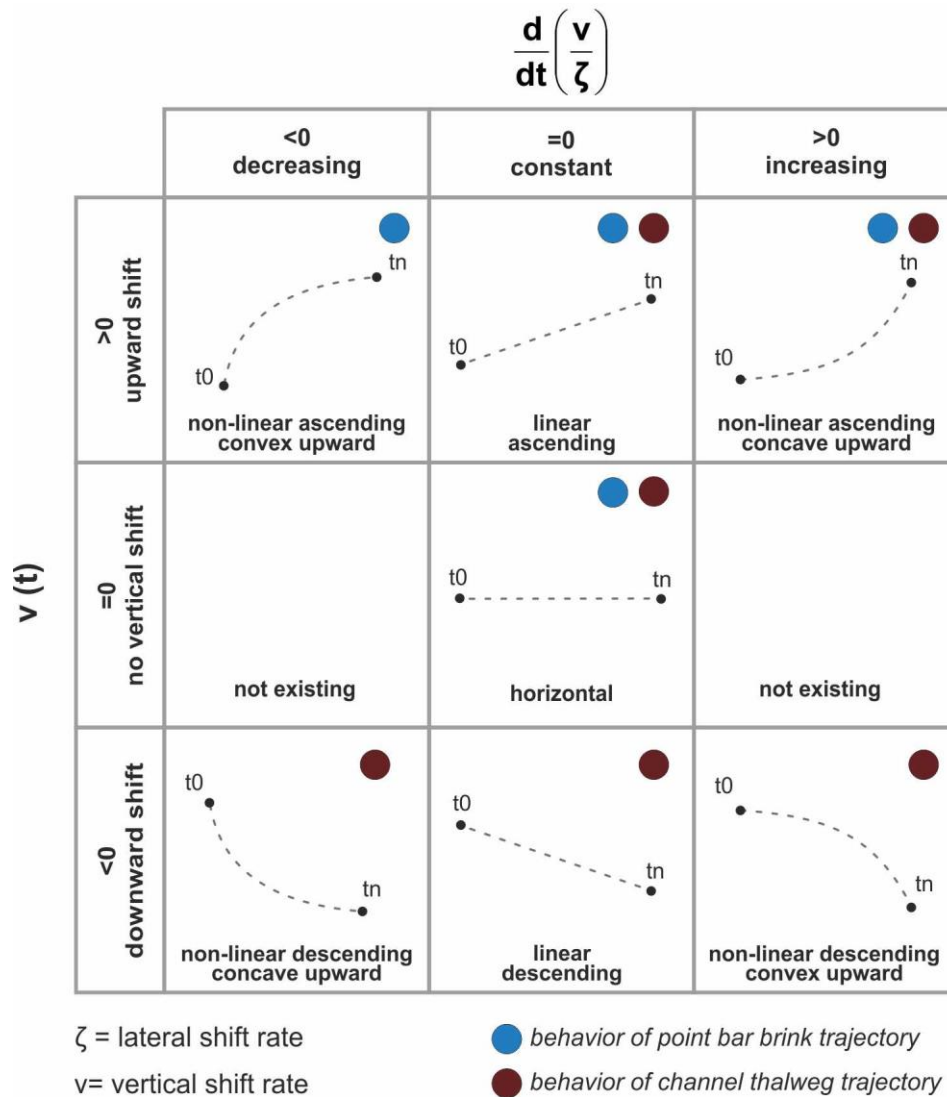 d/dt (v/ζ)
<0
decreasing
=0
constant
>0
increasing
v (t)
>0
upward shift
t0
tn
non-linear ascending
convex upward
t0
tn
linear
ascending
t0
tn
non-linear ascending
concave upward
=0
no vertical shift
not existing
t0
tn
horizontal
not existing
<0
downward shift
t0
tn
non-linear descending
concave upward
t0
tn
linear
descending
t0
tn
non-linear descending
convex upward
ζ = lateral shift rate
v= vertical shift rate
behavior of point bar brink trajectory
behavior of channel thalweg trajectory